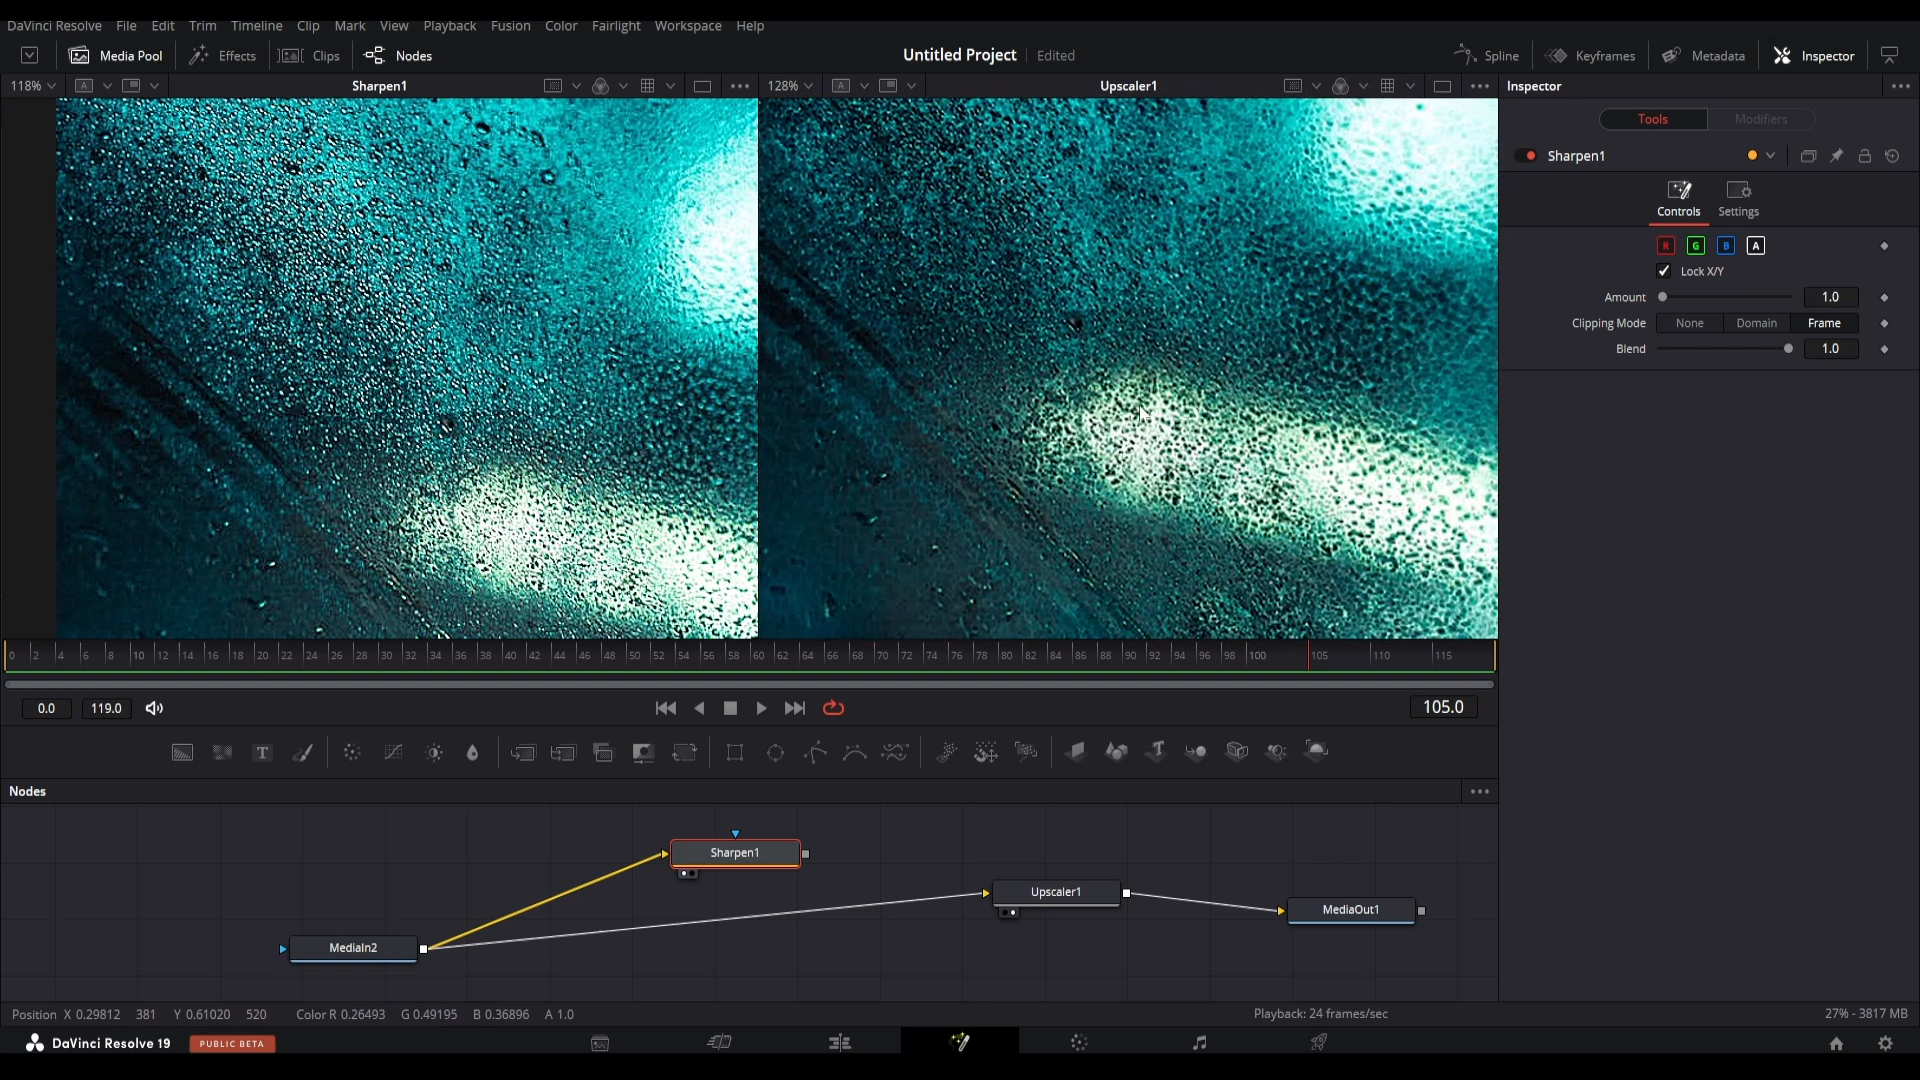 DaVinci Resolve File Edit Trim Timeline Clip Mark View Playback Fusion Color Fairlight Workspace Help
Media Pool Effects Clips Nodes Untitled Project Edited Spline Keyframes Metadata Inspector
118% A Sharpen1 128% A Upscaler1 Inspector
Tools Modifiers
Sharpen1
Controls Settings
R G B A
Lock X/Y
Amount 1.0
Clipping Mode None Domain Frame
Blend 1.0
0 2 4 6 8 10 12 14 16 18 20 22 24 26 28 30 32 34 36 38 40 42 44 46 48 50 52 54 56 58 60 62 64 66 68 70 72 74 76 78 80 82 84 86 88 90 92 94 96 98 100 105 110 115
0.0 119.0 105.0
T T
Nodes
Sharpen1
Upscaler1
MediaOut1
MediaIn2
Position X 0.29812 381 Y 0.61020 520 Color R 0.26493 G 0.49195 B 0.36896 A 1.0 Playback: 24 frames/sec 27% - 3817 MB
DaVinci Resolve 19 PUBLIC BETA